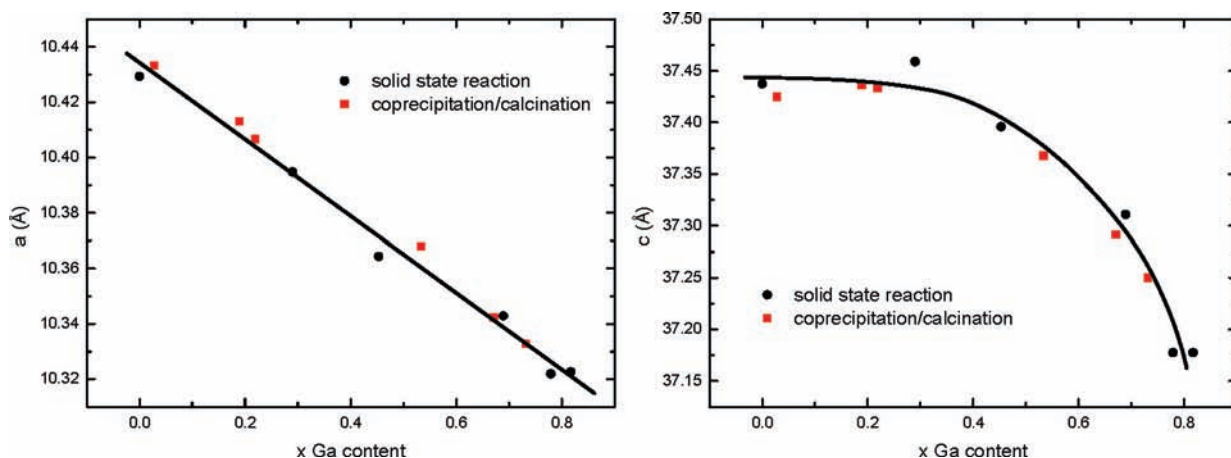 10.44
10.42
10.40
10.38
10.36
10.34
10.32
a (Å)
solid state reaction
coprecipitation/calcination
0.0 0.2 0.4 0.6 0.8
x Ga content
37.50
37.45
37.40
37.35
37.30
37.25
37.20
37.15
c (Å)
solid state reaction
coprecipitation/calcination
0.0 0.2 0.4 0.6 0.8
x Ga content